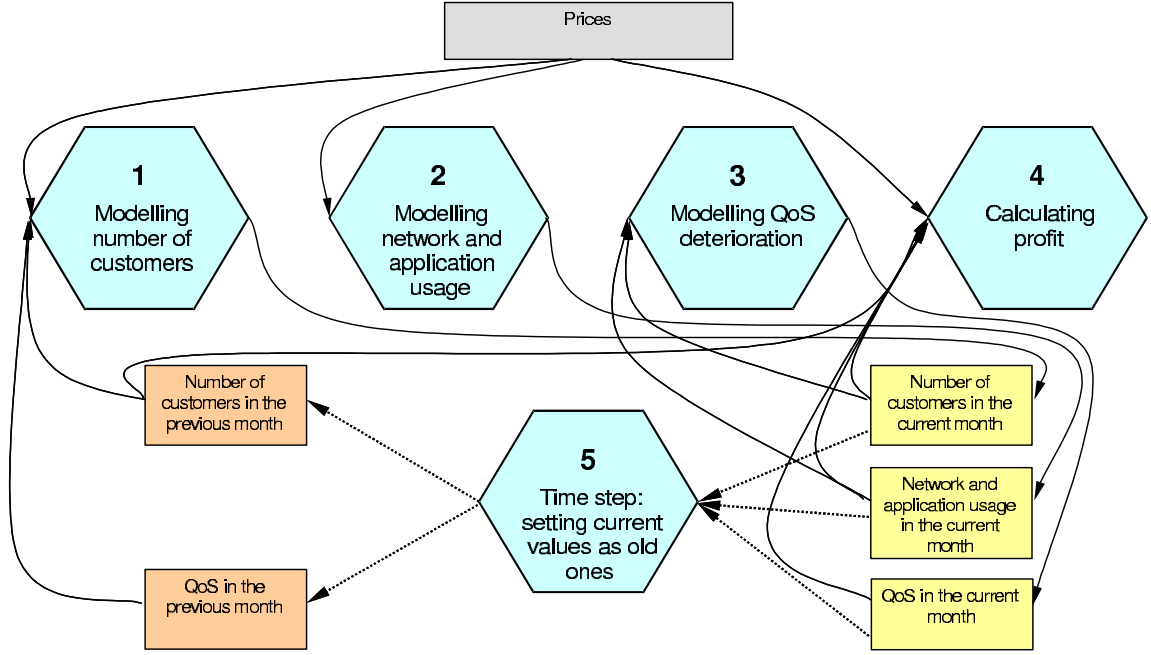 Prices
1
Modelling
number of
customers
2
Modelling
network and
application
usage
3
Modelling QoS
deterioration
4
Calculating
profit
Number of
customers in the
previous month
Number of
customers in the
current month
5
Time step:
setting current
values as old
ones
Network and
application usage
in the current
month
QoS in the
previous month
QoS in the current
month